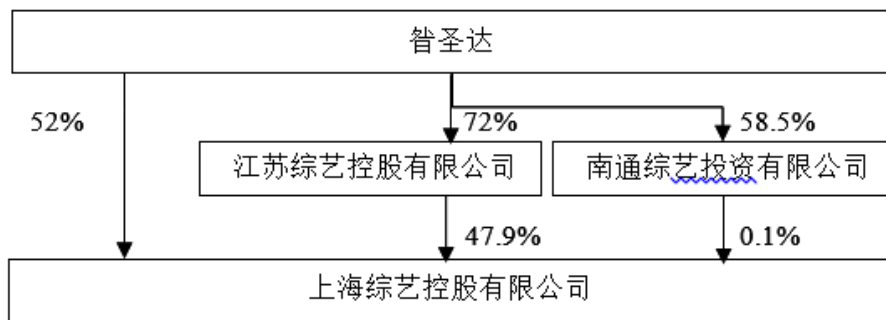 昝圣达
52%
72%
58.5%
江苏综艺控股有限公司
南通综艺投资有限公司
47.9%
0.1%
上海综艺控股有限公司